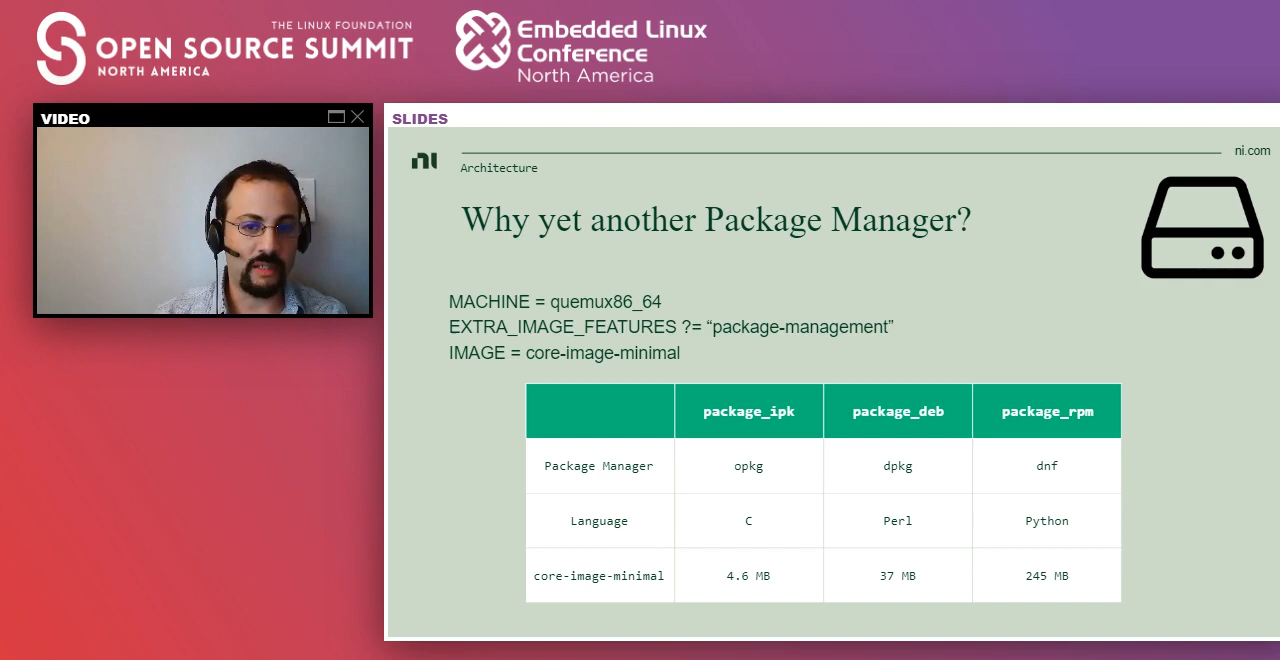 THE LINUX FOUNDATION
OPEN SOURCE SUMMIT
NORTH AMERICA
Embedded Linux
Conference
North America
VIDEO
SLIDES
ni
ni.com
Architecture
Why yet another Package Manager?
MACHINE = quemux86_64
EXTRA_IMAGE_FEATURES ?= “package-management”
IMAGE = core-image-minimal
package_ipk package_deb package_rpm
Package Manager opkg dpkg dnf
Language C Perl Python
core-image-minimal 4.6 MB 37 MB 245 MB